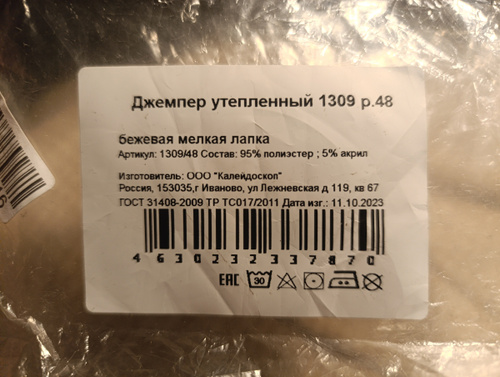 Джемпер утепленный 1309 р.48
бежевая мелкая лапка
Артикул: 1309/48 Состав: 95% полиэстер ; 5% акрил
Изготовитель: ООО "Калейдоскоп"
Россия, 153035,г Иваново, ул Лежневская д 119, кв 67
ГОСТ 31408-2009 ТР ТС017/2011 Дата изг.: 11.10.2023
4630232337870
EAC 30